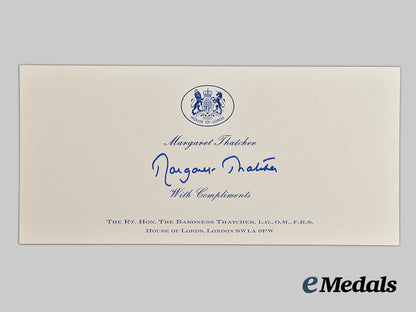 HOUSE OF LORDS
Margaret Thatcher
Margaret Thatcher
With Compliments
THE RT. HON. THE BARONESS THATCHER, L.G., O.M., F.R.S.
HOUSE OF LORDS, LONDON SW1A 0PW
eMedals